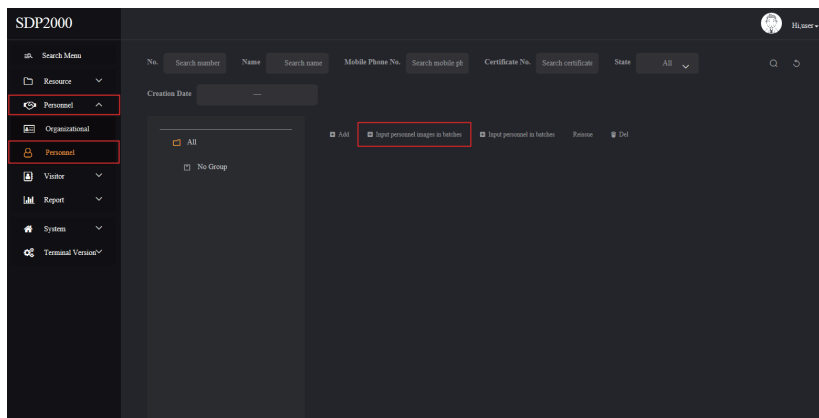 SDP2000
Hi,user
Search Menu
Resource
Personnel
Organizational
Personnel
Visitor
Report
System
Terminal Version
No. Search number Name Search name Mobile Phone No. Search mobile ph Certificate No. Search certificate State All
Creation Date —
All
No Group
Add Input personnel images in batches Input personnel in batches Remove Del